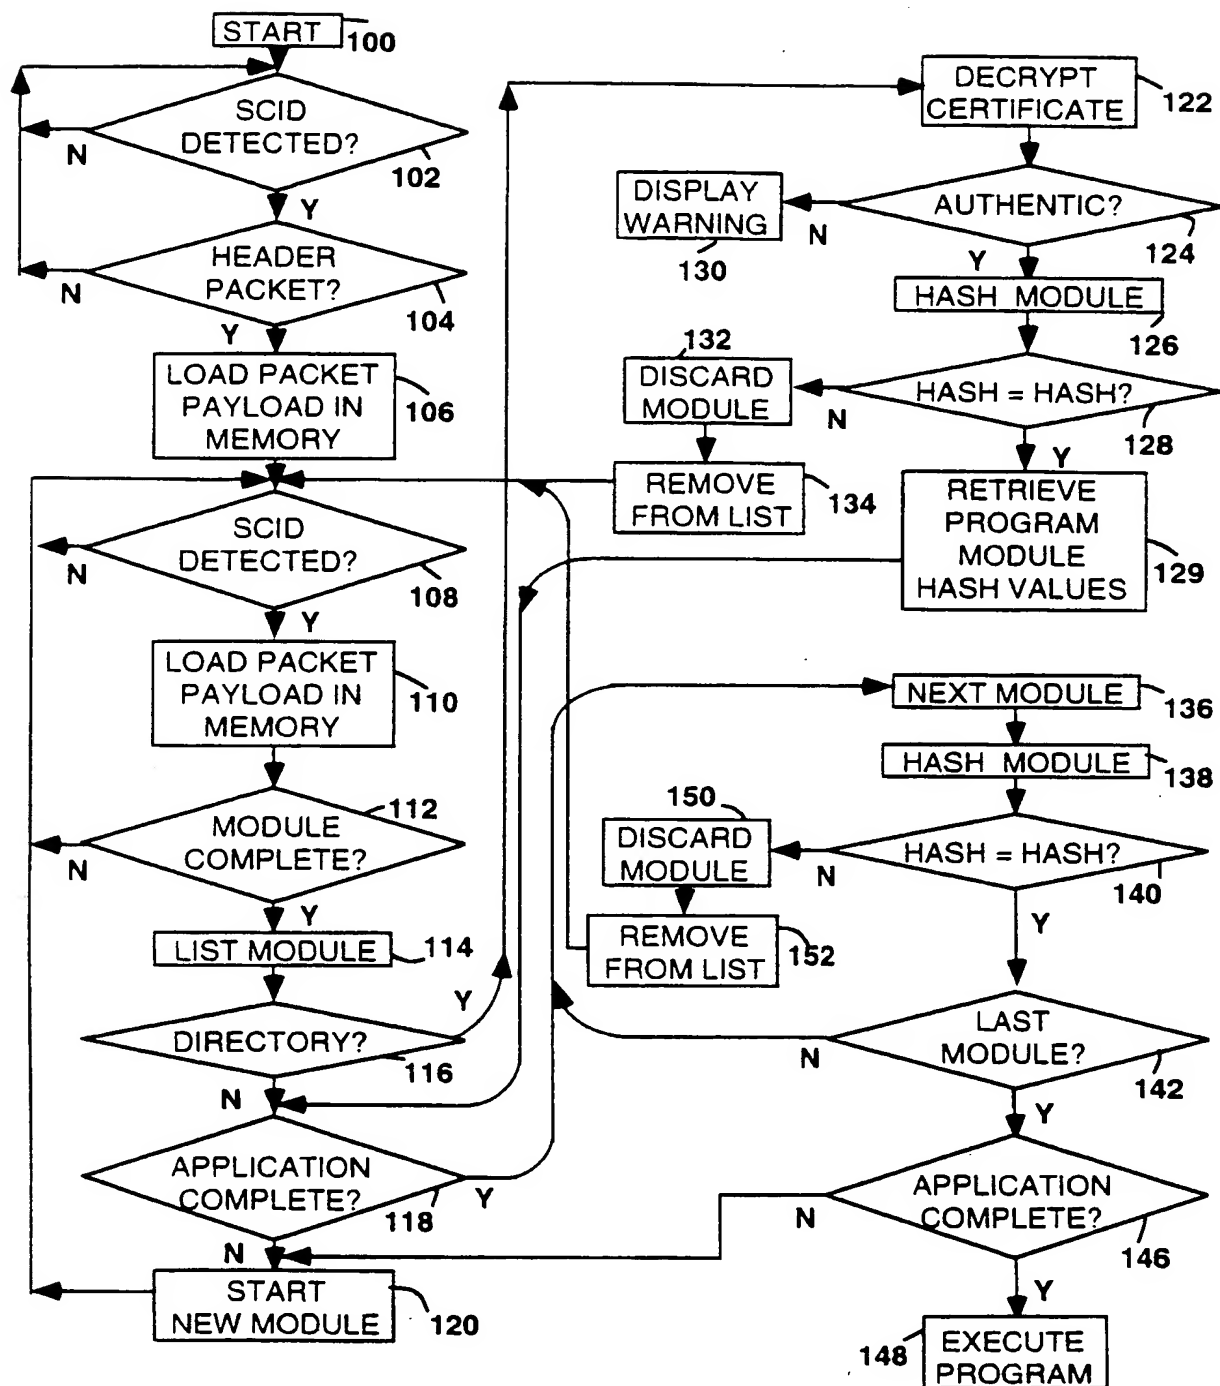 START
100
SCID
DETECTED?
102
N
Y
HEADER
PACKET?
104
N
Y
LOAD PACKET
PAYLOAD IN
MEMORY
106
SCID
DETECTED?
108
N
Y
LOAD PACKET
PAYLOAD IN
MEMORY
110
MODULE
COMPLETE?
112
N
Y
LIST MODULE
114
DIRECTORY?
116
Y
N
APPLICATION
COMPLETE?
118
Y
N
START
NEW MODULE
120
DECRYPT
CERTIFICATE
122
AUTHENTIC?
124
N
Y
DISPLAY
WARNING
130
HASH MODULE
126
HASH = HASH?
128
N
Y
132
DISCARD
MODULE
REMOVE
FROM LIST
134
RETRIEVE
PROGRAM
MODULE
HASH VALUES
129
NEXT MODULE
136
HASH MODULE
138
HASH = HASH?
140
N
Y
150
DISCARD
MODULE
REMOVE
FROM LIST
152
LAST
MODULE?
142
N
Y
APPLICATION
COMPLETE?
146
N
Y
148
EXECUTE
PROGRAM